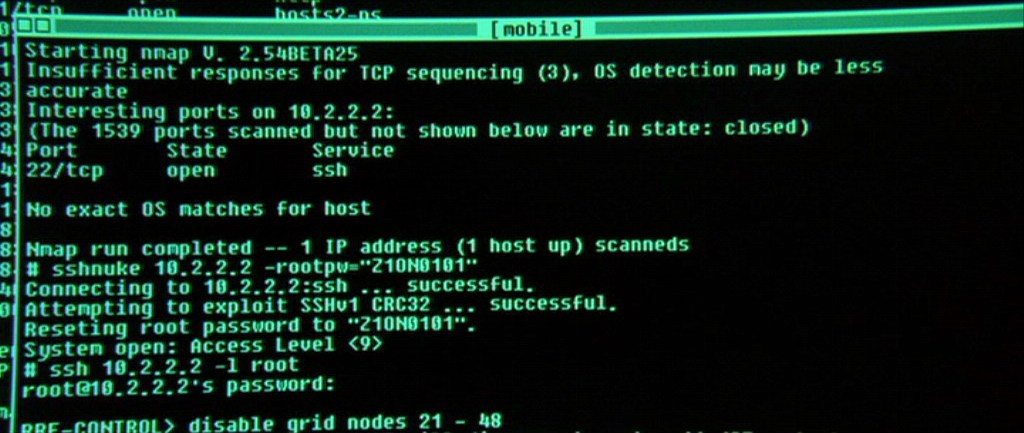 1/tcp open hosts2-ns
[mobile]
Starting nmap V. 2.54BETA25
Insufficient responses for TCP sequencing (3), OS detection may be less
accurate
Interesting ports on 10.2.2.2:
(The 1539 ports scanned but not shown below are in state: closed)
Port State Service
22/tcp open ssh
No exact OS matches for host
Nmap run completed -- 1 IP address (1 host up) scanneds
# sshnuke 10.2.2.2 -rootpw="Z1ON0101"
Connecting to 10.2.2.2:ssh ... successful.
Attempting to exploit SSHv1 CRC32 ... successful.
Reseting root password to "Z1ON0101".
System open: Access Level <9>
# ssh 10.2.2.2 -l root
root@10.2.2.2's password:
RRF-CONTROL> disable grid nodes 21 - 48